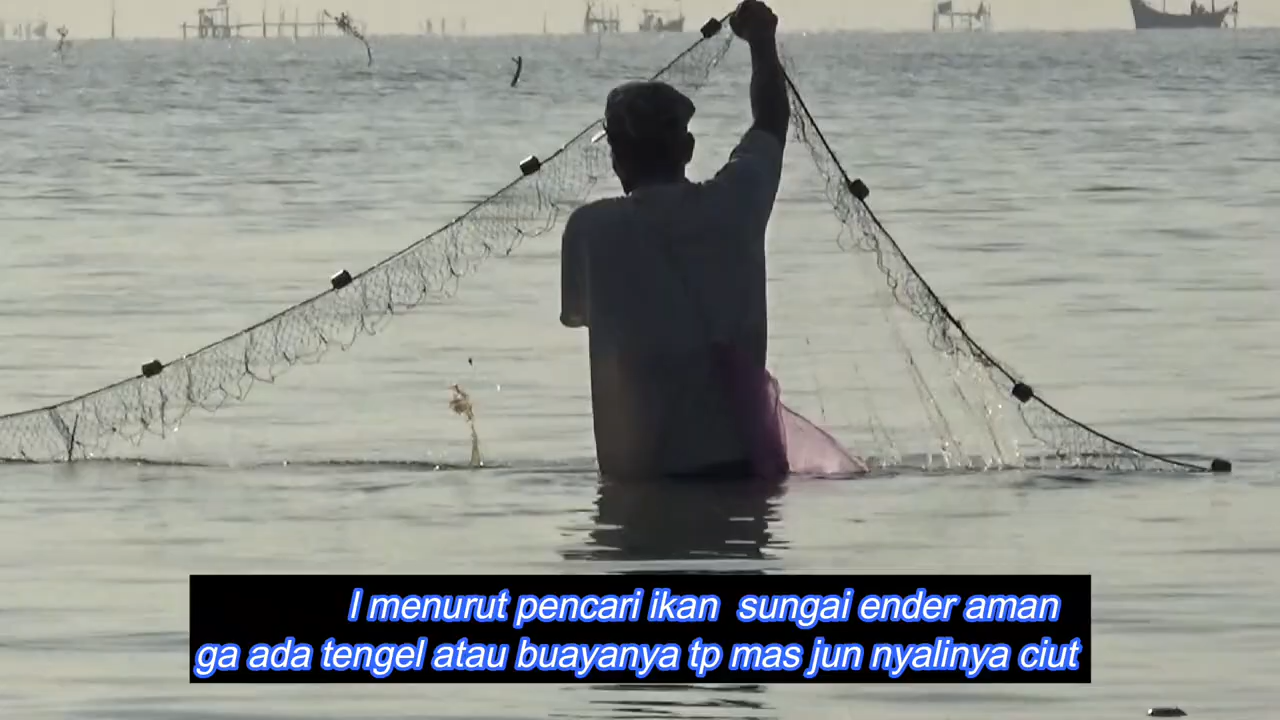 I menurut pencari ikan sungai ender aman
ga ada tengel atau buayanya tp mas jun nyalinya ciut